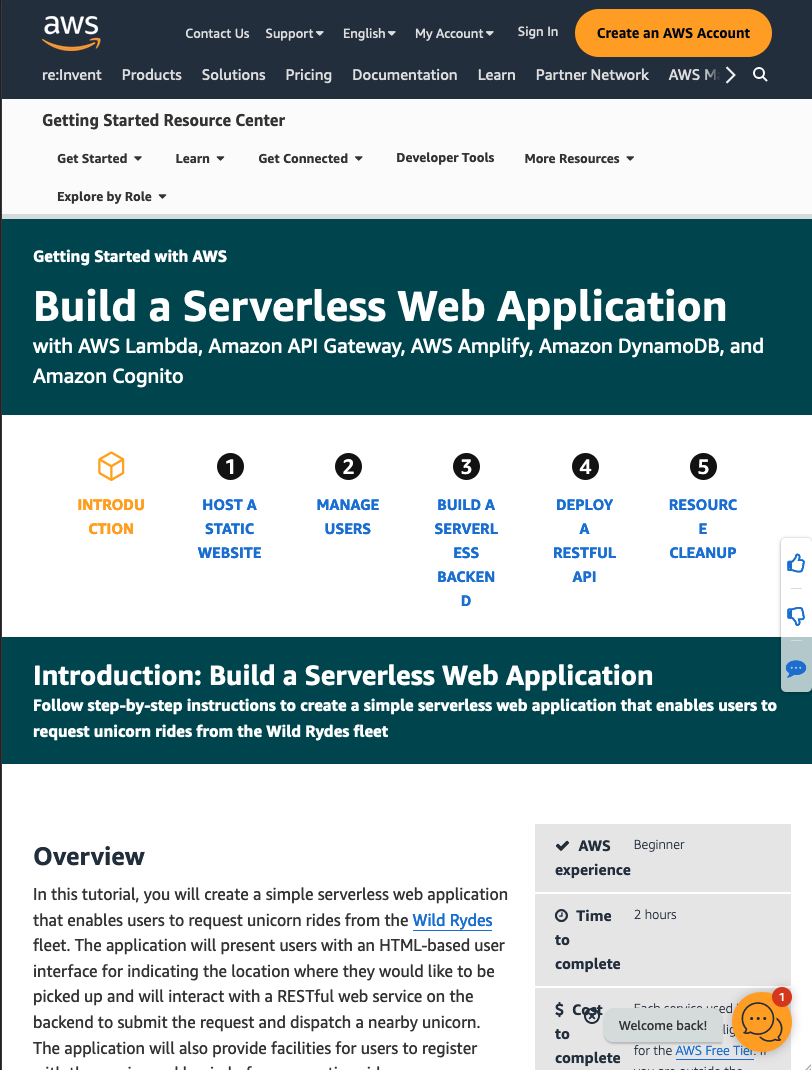 aws
Contact Us Support English My Account Sign In Create an AWS Account
re:Invent Products Solutions Pricing Documentation Learn Partner Network AWS
Getting Started Resource Center
Get Started Learn Get Connected Developer Tools More Resources
Explore by Role
Getting Started with AWS
Build a Serverless Web Application
with AWS Lambda, Amazon API Gateway, AWS Amplify, Amazon DynamoDB, and
Amazon Cognito
INTRODU
CTION
1
HOST A
STATIC
WEBSITE
2
MANAGE
USERS
3
BUILD A
SERVERL
ESS
BACKEN
D
4
DEPLOY
A
RESTFUL
API
5
RESOURC
E
CLEANUP
Introduction: Build a Serverless Web Application
Follow step-by-step instructions to create a simple serverless web application that enables users to
request unicorn rides from the Wild Rydes fleet
Overview
In this tutorial, you will create a simple serverless web application
that enables users to request unicorn rides from the Wild Rydes
fleet. The application will present users with an HTML-based user
interface for indicating the location where they would like to be
picked up and will interact with a RESTful web service on the
backend to submit the request and dispatch a nearby unicorn.
The application will also provide facilities for users to register
AWS
experience
Beginner
Time
to
complete
2 hours
$ Cost
to
complete
Each service used
for the AWS Free Tier. If
Welcome back!
1